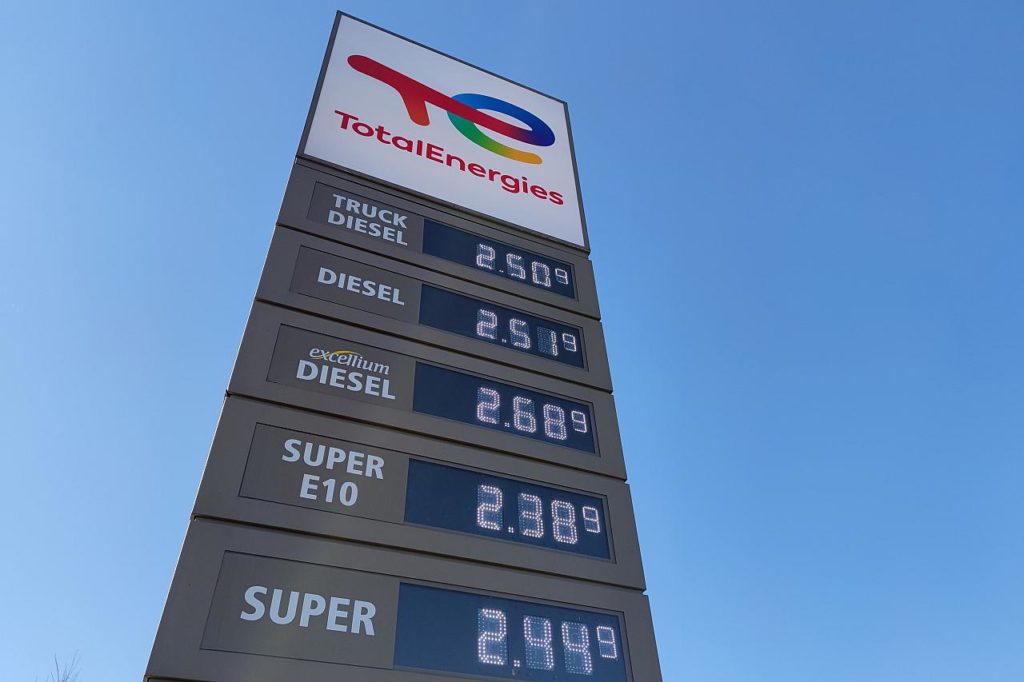 TotalEnergies
TRUCK
DIESEL
2.509
DIESEL
2.519
excellium
DIESEL
2.689
SUPER
E10
2.389
SUPER
2.449